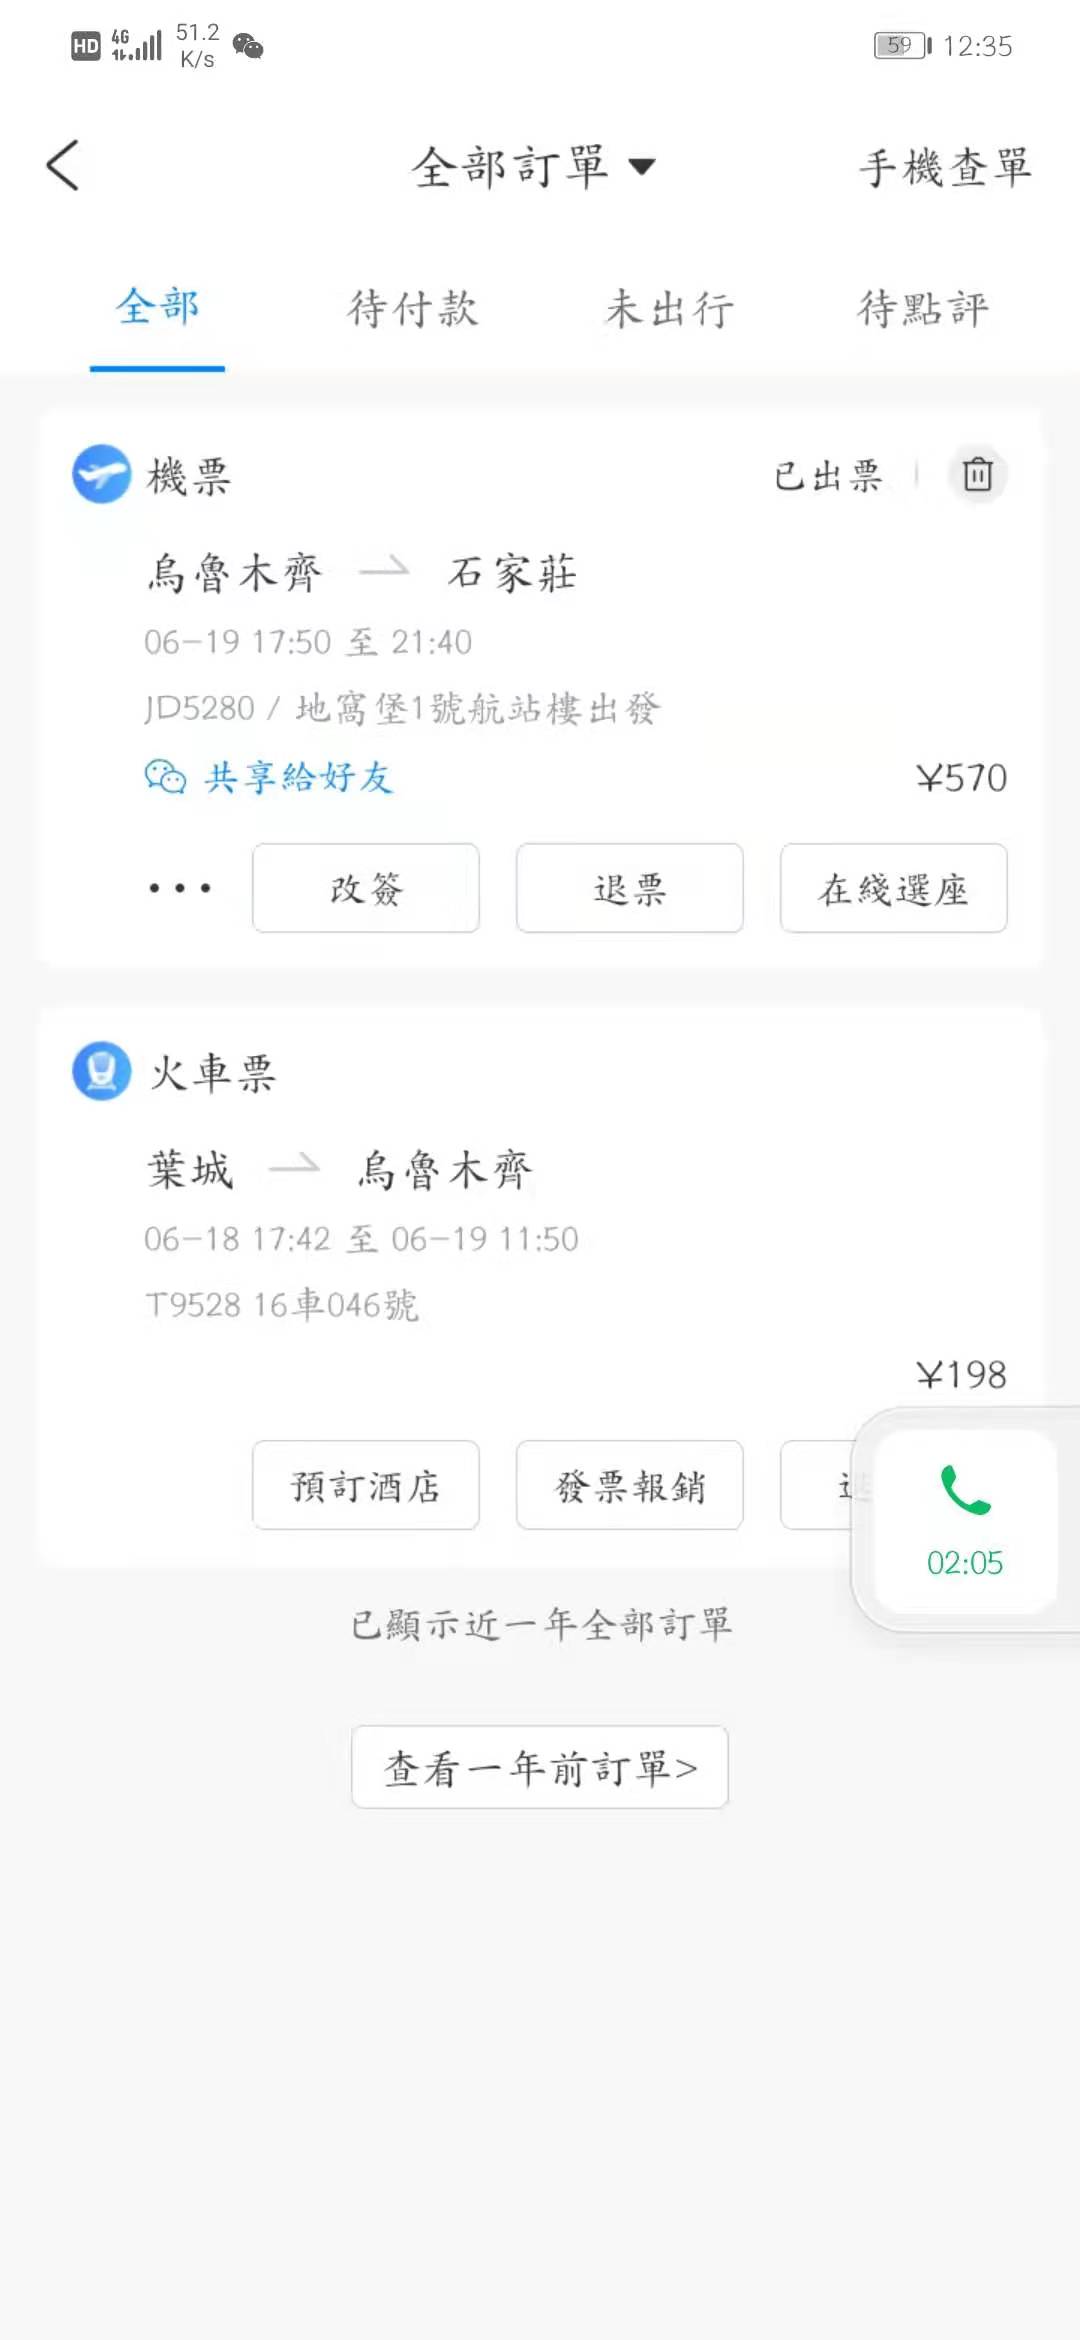 HD 4G 51.2 K/s 59 12:35
全部訂單 手機查單
全部 待付款 未出行 待點評
機票 已出票
烏魯木齊 石家莊
06-19 17:50 至 21:40
JD5280 / 地窩堡1號航站樓出發
共享給好友 ¥570
改簽 退票 在綫選座
火車票
葉城 烏魯木齊
06-18 17:42 至 06-19 11:50
T9528 16車046號
¥198
預訂酒店 發票報銷
02:05
已顯示近一年全部訂單
查看一年前訂單>